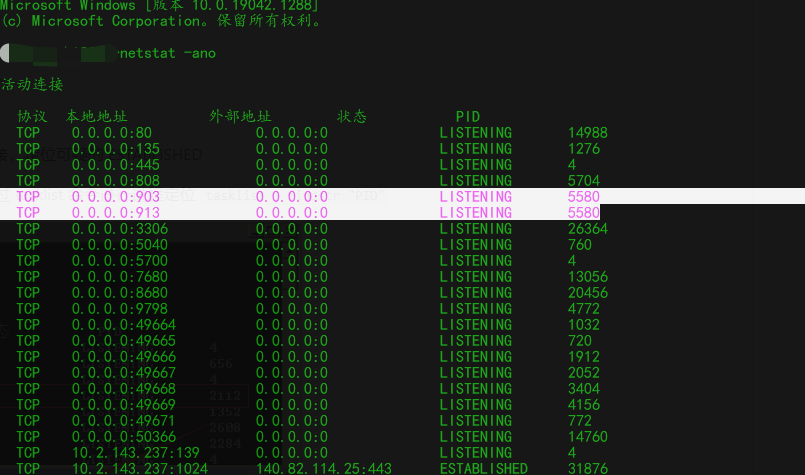 Microsoft Windows [版本 10.0.19042.1288]
(c) Microsoft Corporation。保留所有权利。
netstat -ano
活动连接
协议 本地地址 外部地址 状态 PID
TCP 0.0.0.0:80 0.0.0.0:0 LISTENING 14988
TCP 0.0.0.0:135 0.0.0.0:0 LISTENING 1276
TCP 0.0.0.0:445 0.0.0.0:0 LISTENING 4
TCP 0.0.0.0:808 0.0.0.0:0 LISTENING 5704
TCP 0.0.0.0:903 0.0.0.0:0 LISTENING 5580
TCP 0.0.0.0:913 0.0.0.0:0 LISTENING 5580
TCP 0.0.0.0:3306 0.0.0.0:0 LISTENING 26364
TCP 0.0.0.0:5040 0.0.0.0:0 LISTENING 760
TCP 0.0.0.0:5700 0.0.0.0:0 LISTENING 4
TCP 0.0.0.0:7680 0.0.0.0:0 LISTENING 13056
TCP 0.0.0.0:8680 0.0.0.0:0 LISTENING 20456
TCP 0.0.0.0:9798 0.0.0.0:0 LISTENING 4772
TCP 0.0.0.0:49664 0.0.0.0:0 LISTENING 1032
TCP 0.0.0.0:49665 0.0.0.0:0 LISTENING 720
TCP 0.0.0.0:49666 0.0.0.0:0 LISTENING 1912
TCP 0.0.0.0:49667 0.0.0.0:0 LISTENING 2052
TCP 0.0.0.0:49668 0.0.0.0:0 LISTENING 3404
TCP 0.0.0.0:49669 0.0.0.0:0 LISTENING 4156
TCP 0.0.0.0:49671 0.0.0.0:0 LISTENING 772
TCP 0.0.0.0:50366 0.0.0.0:0 LISTENING 14760
TCP 10.2.143.237:139 0.0.0.0:0 LISTENING 4
TCP 10.2.143.237:1024 140.82.114.25:443 ESTABLISHED 31876